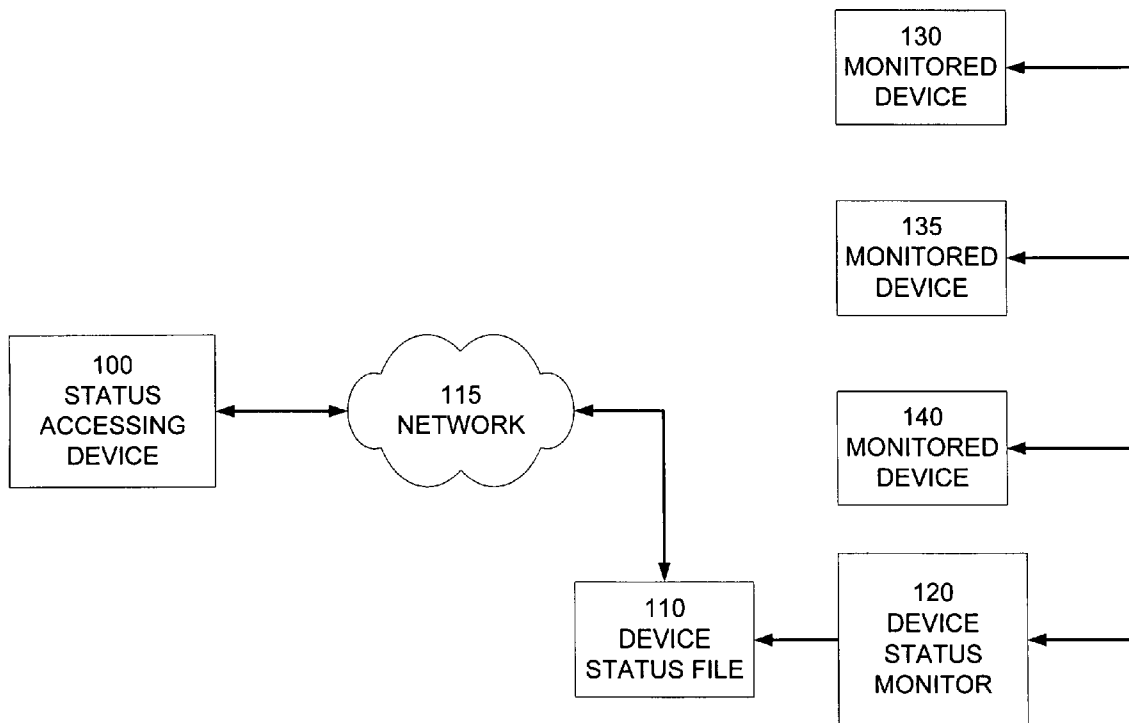 130
MONITORED
DEVICE
135
MONITORED
DEVICE
100
STATUS
ACCESSING
DEVICE
115
NETWORK
140
MONITORED
DEVICE
110
DEVICE
STATUS FILE
120
DEVICE
STATUS
MONITOR